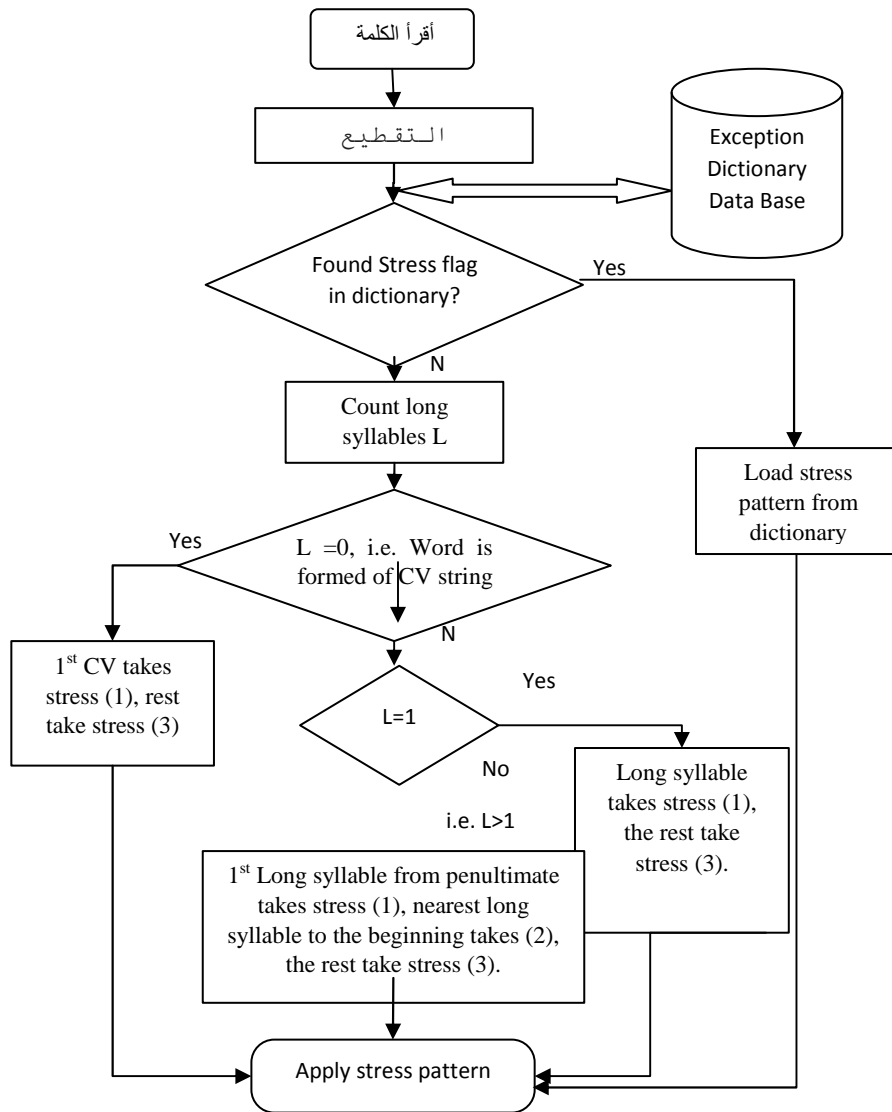 أقرأ الكلمة
التقطيع
Exception
Dictionary
Data Base
Found Stress flag
in dictionary?
Yes
N
Count long
syllables L
Load stress
pattern from
dictionary
Yes
L =0, i.e. Word is
formed of CV string
N
1st CV takes
stress (1), rest
take stress (3)
L=1
Yes
No
i.e. L>1
Long syllable
takes stress (1),
the rest take
stress (3).
1st Long syllable from penultimate
takes stress (1), nearest long
syllable to the beginning takes (2),
the rest take stress (3).
Apply stress pattern